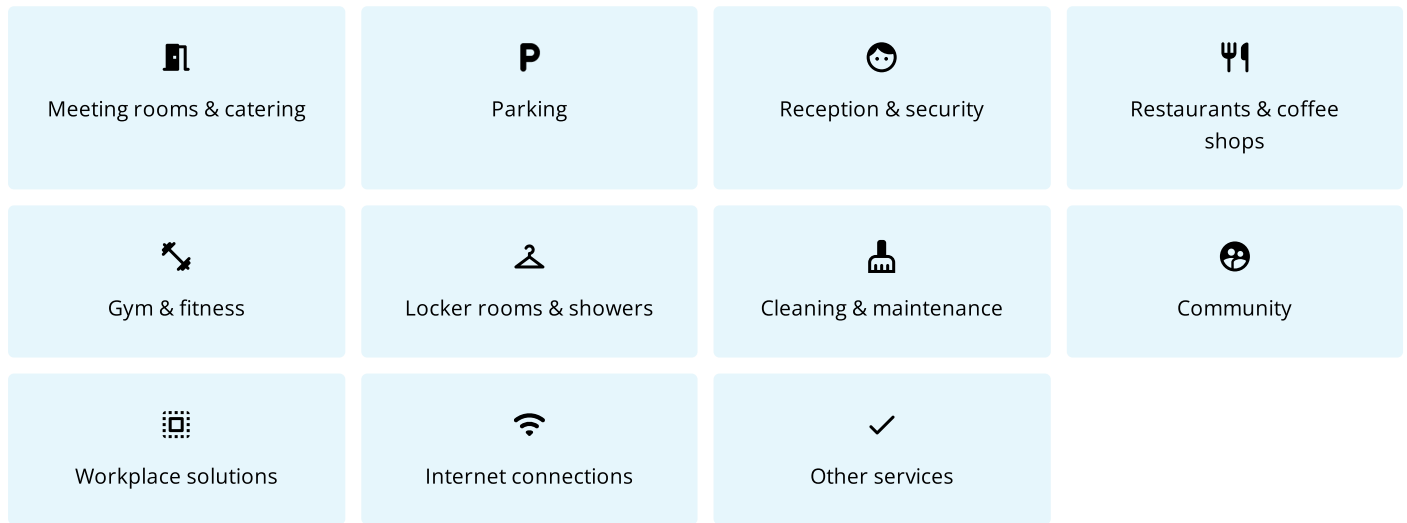 Meeting rooms & catering
Parking
Reception & security
Restaurants & coffee
shops
Gym & fitness
Locker rooms & showers
Cleaning & maintenance
Community
Workplace solutions
Internet connections
Other services